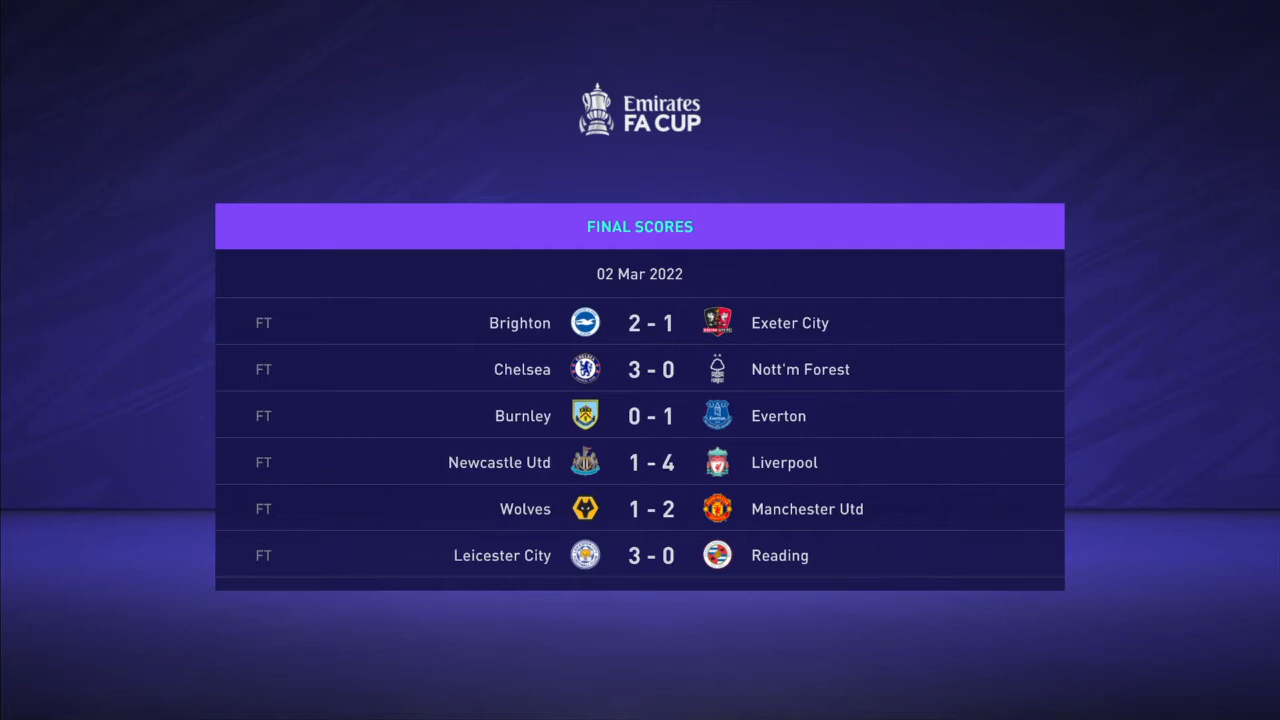 Emirates
FA CUP
FINAL SCORES
02 Mar 2022
FT Brighton 2 - 1 Exeter City
FT Chelsea 3 - 0 Nott'm Forest
FT Burnley 0 - 1 Everton
FT Newcastle Utd 1 - 4 Liverpool
FT Wolves 1 - 2 Manchester Utd
FT Leicester City 3 - 0 Reading